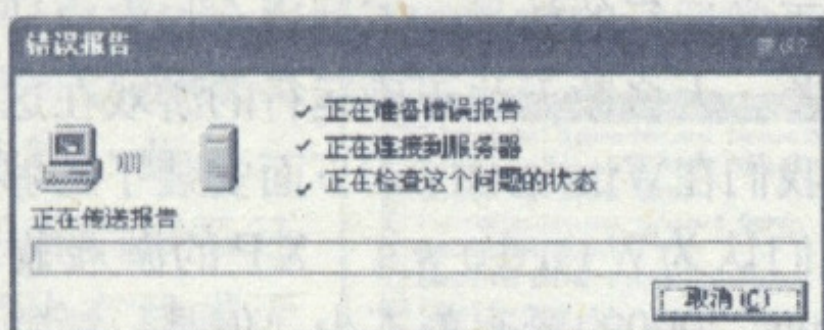 错误报告
✓ 正在准备错误报告
✓ 正在连接到服务器
✓ 正在检查这个问题的状态
正在传送报告
取消(C)